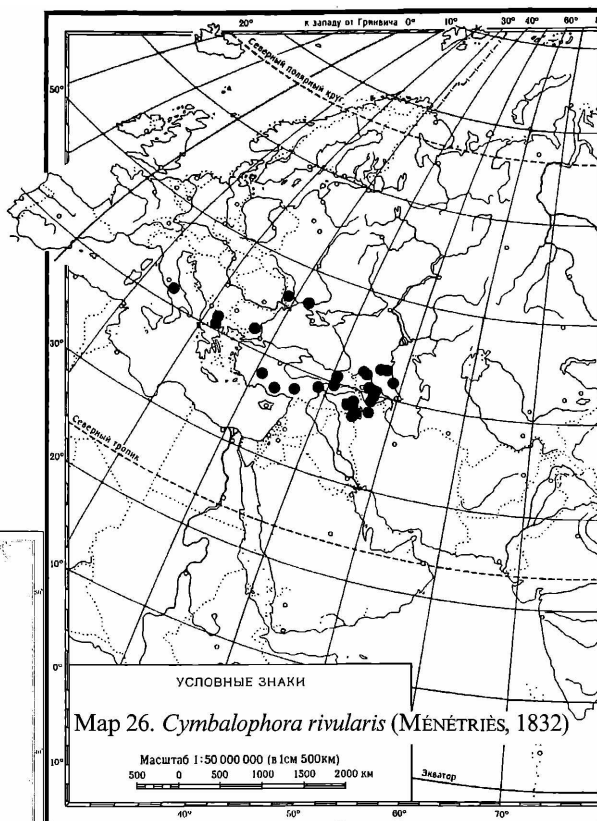 20° к западу от Гринвича 0° 10° 30° 40° 60°
Северный полярный круг
50°
30°
Северный тропик
20°
10°
0°
10°
УСЛОВНЫЕ ЗНАКИ
Map 26. Cymbalophora rivularis (MÉNÉTRIÈS, 1832)
Масштаб 1:50 000 000 (в 1см 500км)
500 0 500 1000 1500 2000 км
Экватор
40° 50° 60° 70°